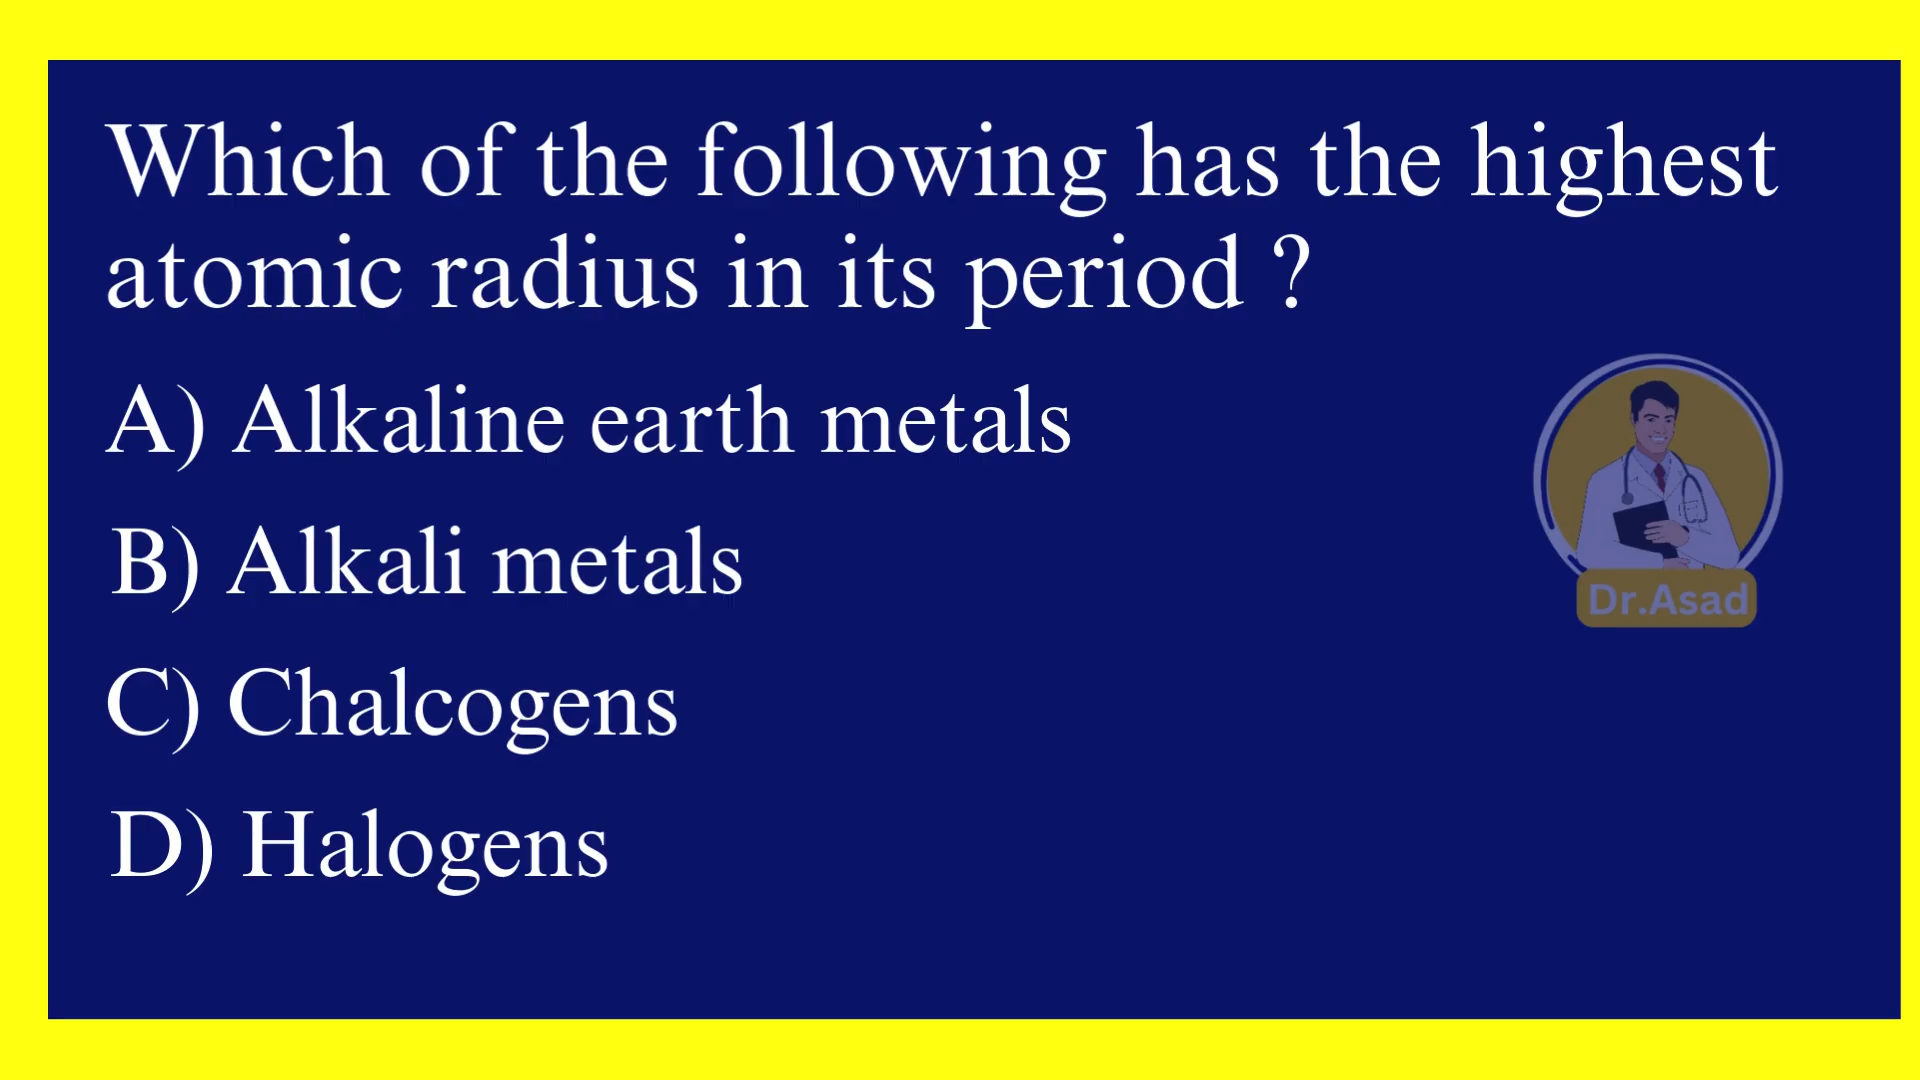 Which of the following has the highest
atomic radius in its period ?
A) Alkaline earth metals
B) Alkali metals
C) Chalcogens
D) Halogens
Dr.Asad